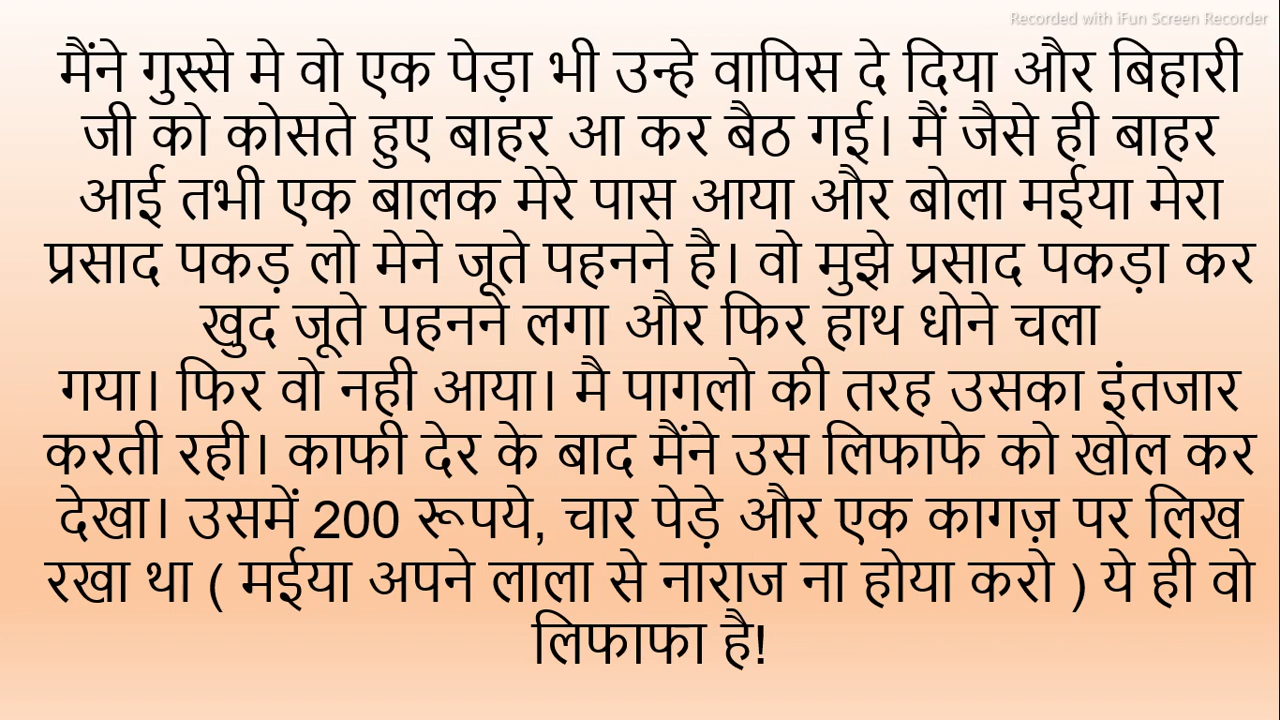 Recorded with iFun Screen Recorder
मैंने गुस्से मे वो एक पेड़ा भी उन्हे वापिस दे दिया और बिहारी
जी को कोसते हुए बाहर आ कर बैठ गई। मैं जैसे ही बाहर
आई तभी एक बालक मेरे पास आया और बोला मईया मेरा
प्रसाद पकड़ लो मेने जूते पहनने है। वो मुझे प्रसाद पकड़ा कर
खुद जूते पहनने लगा और फिर हाथ धोने चला
गया। फिर वो नही आया। मै पागलो की तरह उसका इंतजार
करती रही। काफी देर के बाद मैंने उस लिफाफे को खोल कर
देखा। उसमें 200 रूपये, चार पेड़े और एक कागज़ पर लिख
रखा था ( मईया अपने लाला से नाराज ना होया करो ) ये ही वो
लिफाफा है!